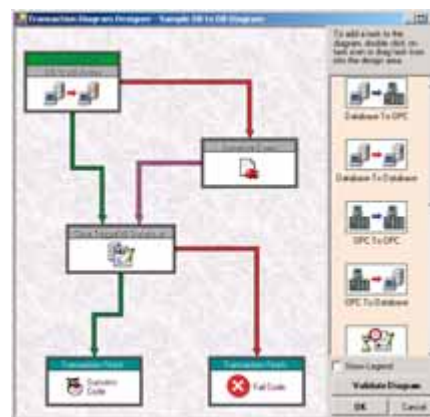 Transaction Diagram Designer - Sample DB to DB Diagram
To add a task to the
diagram, double click on
task icon or drag task icon
into the design area.
Database To OPC
Database To Database
OPC To OPC
OPC To Database
Transaction Finish
Success
Code
Transaction Finish
Fail Code
Show Legend
Validate Diagram
OK
Cancel